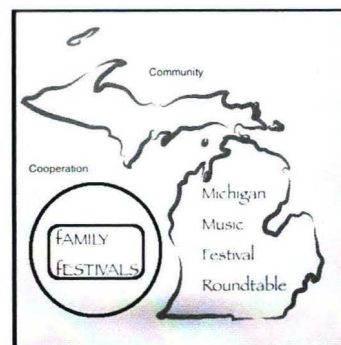 Community
Cooperation
Michigan
Music
Festival
Roundtable
fAMILY
fESTIVALS